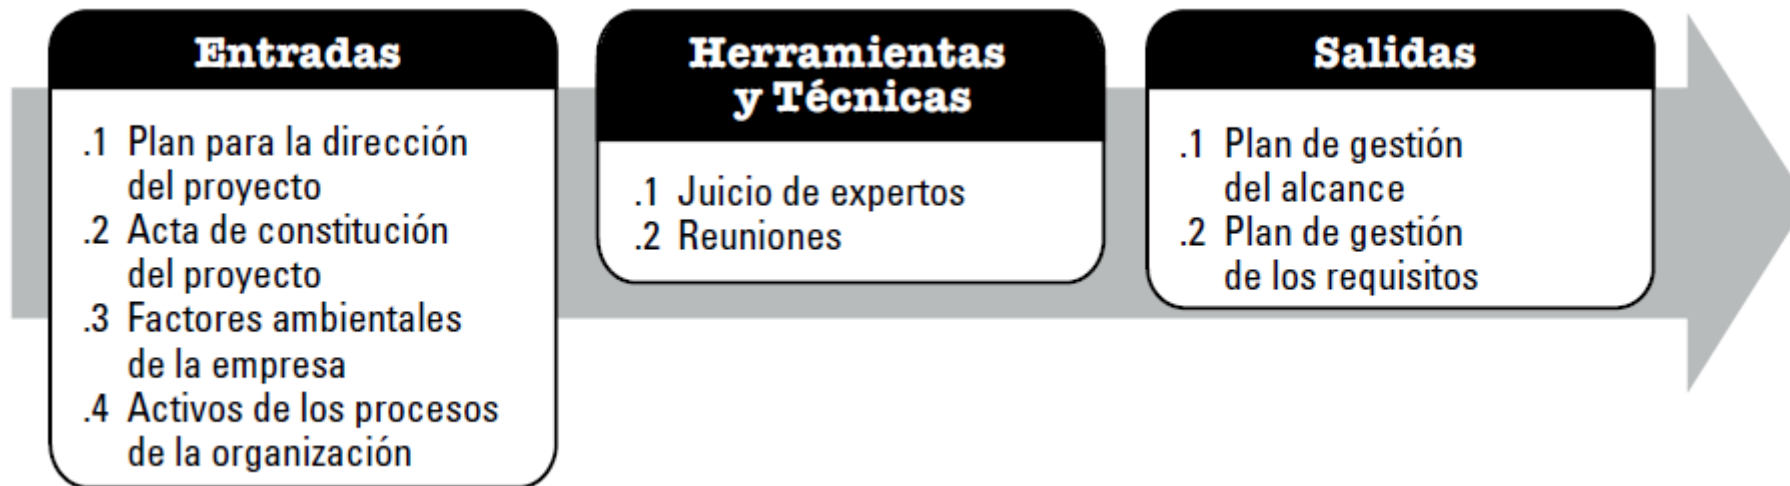 Entradas
.1 Plan para la dirección
del proyecto
.2 Acta de constitución
del proyecto
.3 Factores ambientales
de la empresa
.4 Activos de los procesos
de la organización
Herramientas
y Técnicas
.1 Juicio de expertos
.2 Reuniones
Salidas
.1 Plan de gestión
del alcance
.2 Plan de gestión
de los requisitos